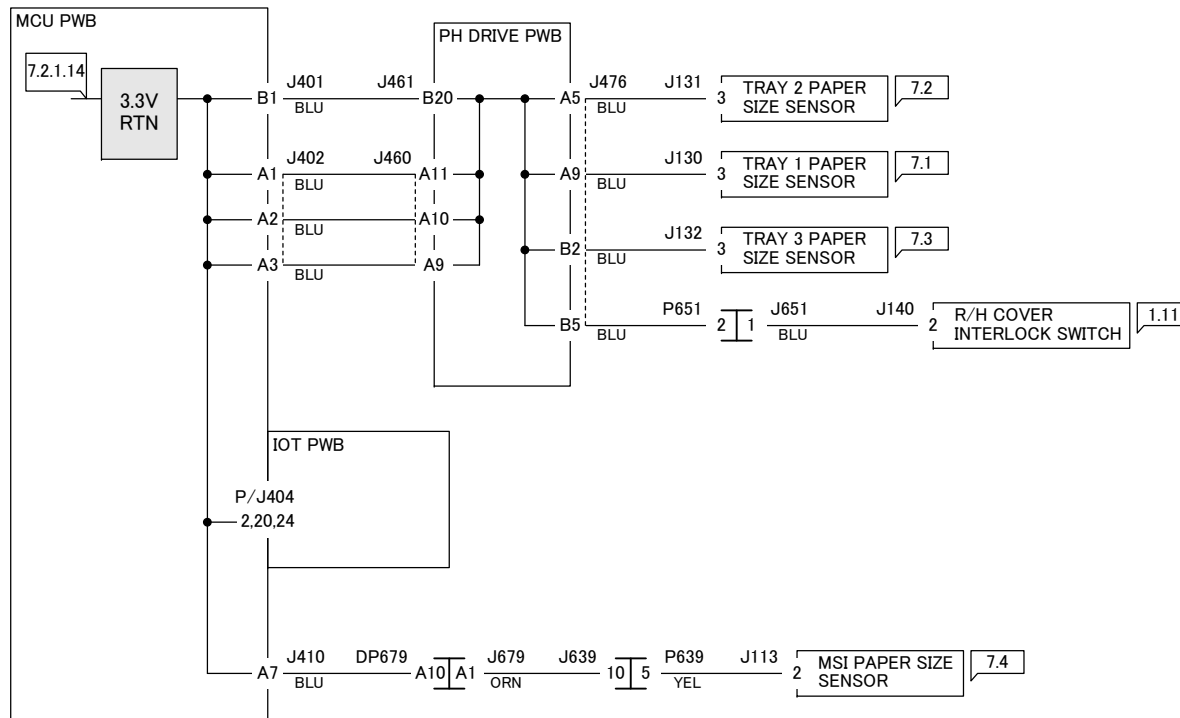 MCU PWB
PH DRIVE PWB
7.2.1.14
3.3V
RTN
B1
J401
BLU
J461
B20
A5
J476
BLU
J131
3
TRAY 2 PAPER
SIZE SENSOR
7.2
A1
J402
BLU
J460
A11
A9
BLU
J130
3
TRAY 1 PAPER
SIZE SENSOR
7.1
A2
BLU
A10
A3
BLU
A9
B2
BLU
J132
3
TRAY 3 PAPER
SIZE SENSOR
7.3
B5
BLU
P651
2
1
J651
BLU
J140
2
R/H COVER
INTERLOCK SWITCH
1.11
IOT PWB
P/J404
2,20,24
A7
J410
BLU
DP679
A10
A1
J679
ORN
J639
10
5
P639
YEL
J113
2
MSI PAPER SIZE
SENSOR
7.4